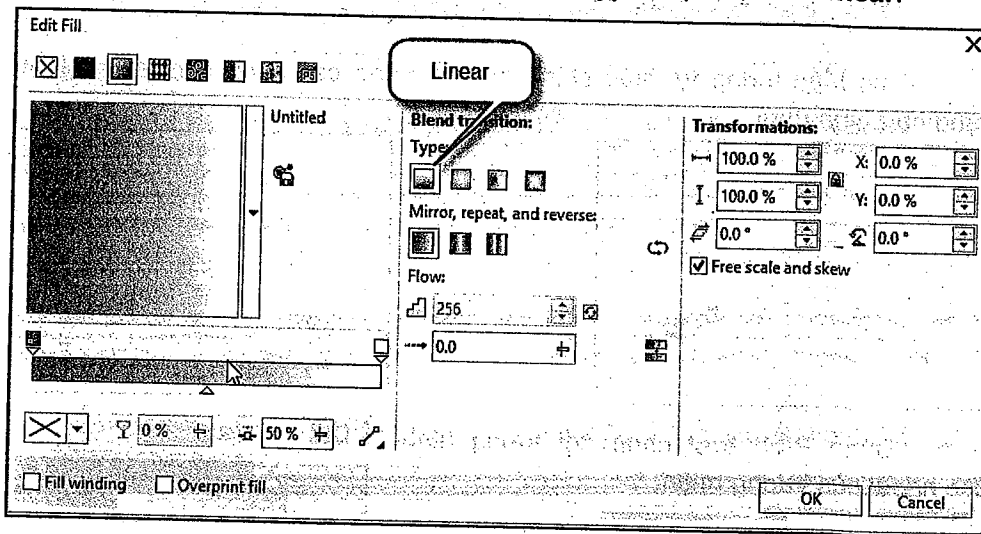 Edit Fill
Linear
Untitled
Blend transition:
Type:
Mirror, repeat, and reverse:
Flow:
256
0.0
Transformations:
100.0 %
X: 0.0 %
100.0 %
Y: 0.0 %
0.0 °
0.0 °
Free scale and skew
0 %
50 %
Fill winding
Overprint fill
OK
Cancel